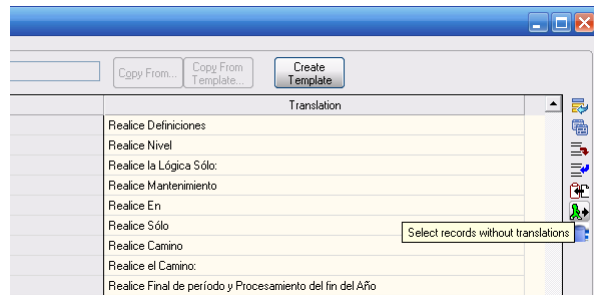 Copy From...
Copy From
Template...
Create
Template
Translation
Realice Definiciones
Realice Nivel
Realice la Lógica Sólo:
Realice Mantenimiento
Realice En
Realice Sólo
Select records without translations
Realice Camino
Realice el Camino:
Realice Final de período y Procesamiento del fin del Año